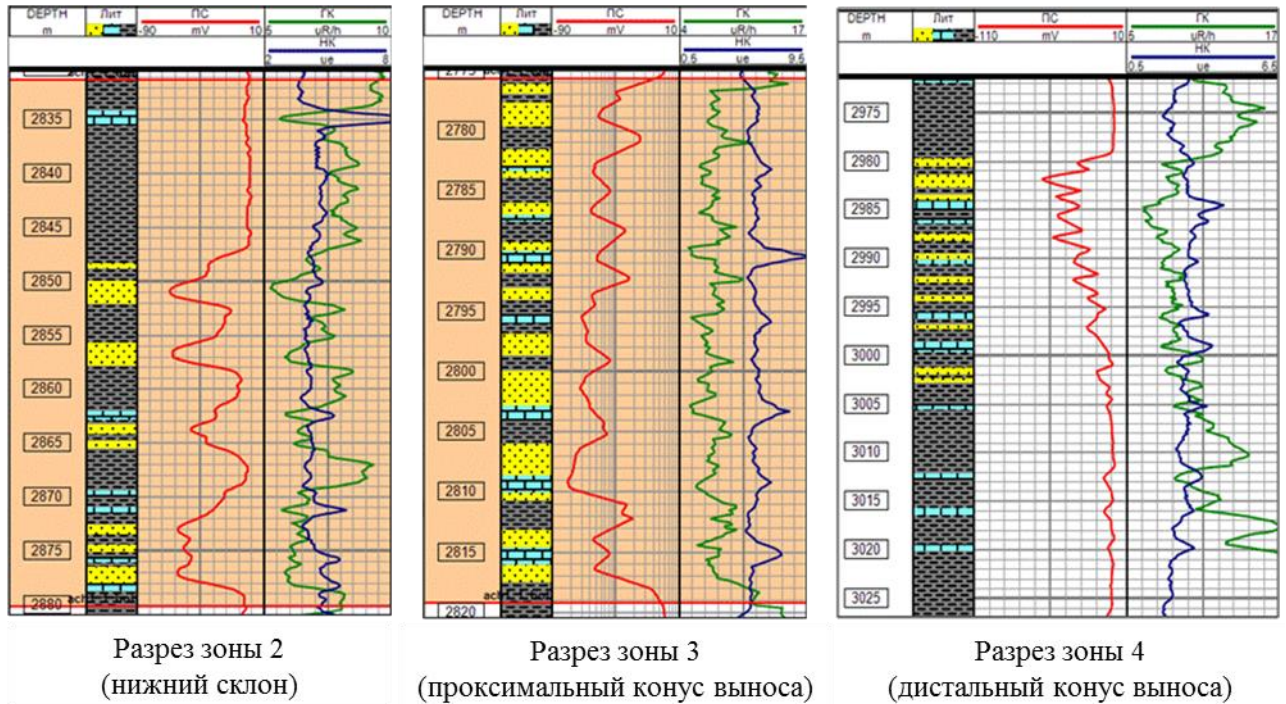 DEPTH Лит ПС ГК
m -90 mV 10 5 uR/h 10
НК
2 ue 8
2835
2840
2845
2850
2855
2860
2865
2870
2875
2880
DEPTH Лит ПС ГК
m -90 mV 10 4 uR/h 17
НК
0.5 ue 9.5
2775
2780
2785
2790
2795
2800
2805
2810
2815
2820
DEPTH Лит ПС ГК
m -110 mV 10 5 uR/h 17
НК
0.5 ue 6.5
2975
2980
2985
2990
2995
3000
3005
3010
3015
3020
3025
Разрез зоны 2
(нижний склон)
Разрез зоны 3
(проксимальный конус выноса)
Разрез зоны 4
(дистальный конус выноса)